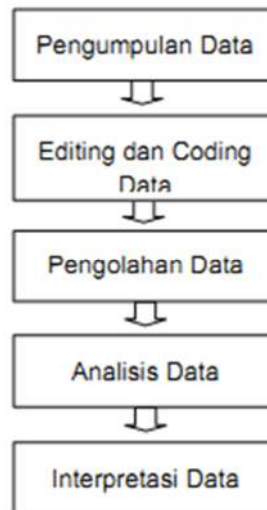 Pengumpulan Data
Editing dan Coding
Data
Pengolahan Data
Analisis Data
Interpretasi Data